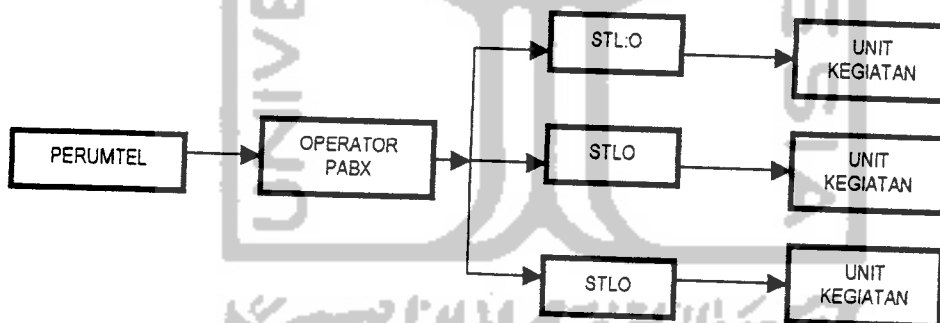 PERUMTEL
OPERATOR
PABX
STL:O
UNIT
KEGIATAN
STLO
UNIT
KEGIATAN
STLO
UNIT
KEGIATAN